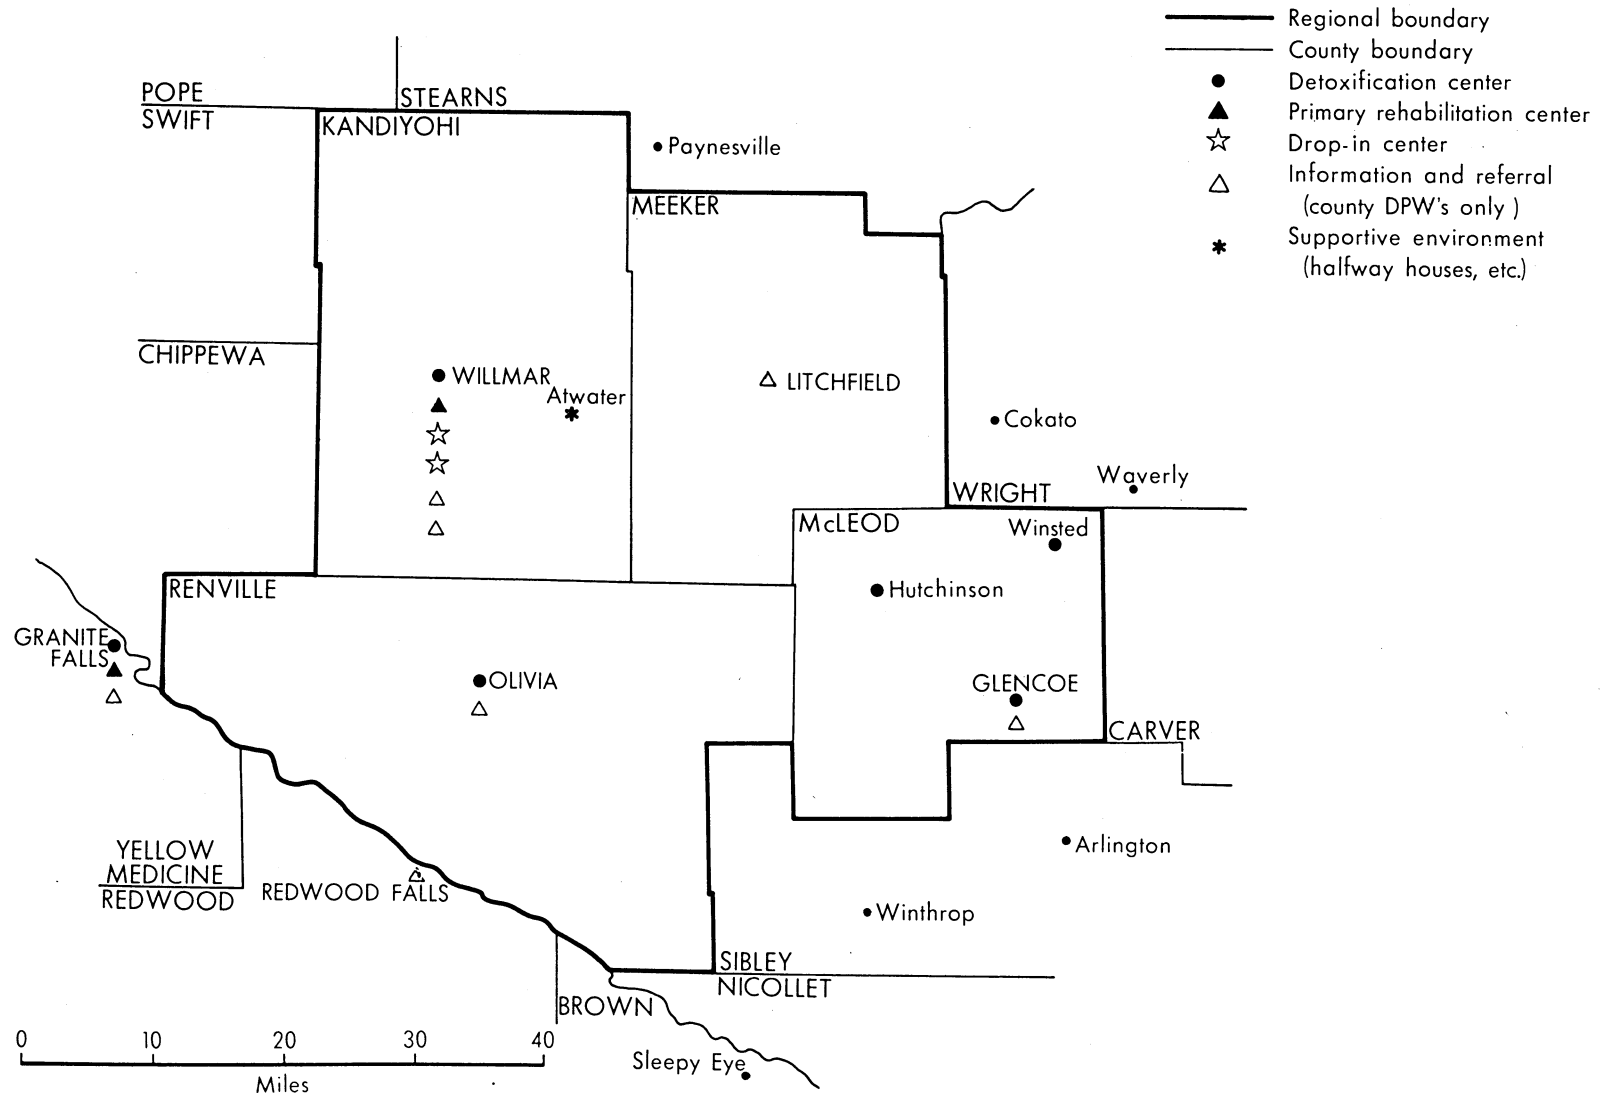 Regional boundary
County boundary
Detoxification center
Primary rehabilitation center
Drop-in center
Information and referral
(county DPW's only )
Supportive environment
(halfway houses, etc.)
POPE
STEARNS
SWIFT
KANDIYOHI
Paynesville
MEEKER
CHIPPEWA
WILLMAR
Atwater
LITCHFIELD
Cokato
Waverly
WRIGHT
McLEOD
Winsted
RENVILLE
Hutchinson
GRANITE
FALLS
OLIVIA
GLENCOE
CARVER
YELLOW
MEDICINE
REDWOOD
REDWOOD FALLS
Arlington
Winthrop
SIBLEY
NICOLLET
BROWN
0 10 20 30 40
Miles
Sleepy Eye